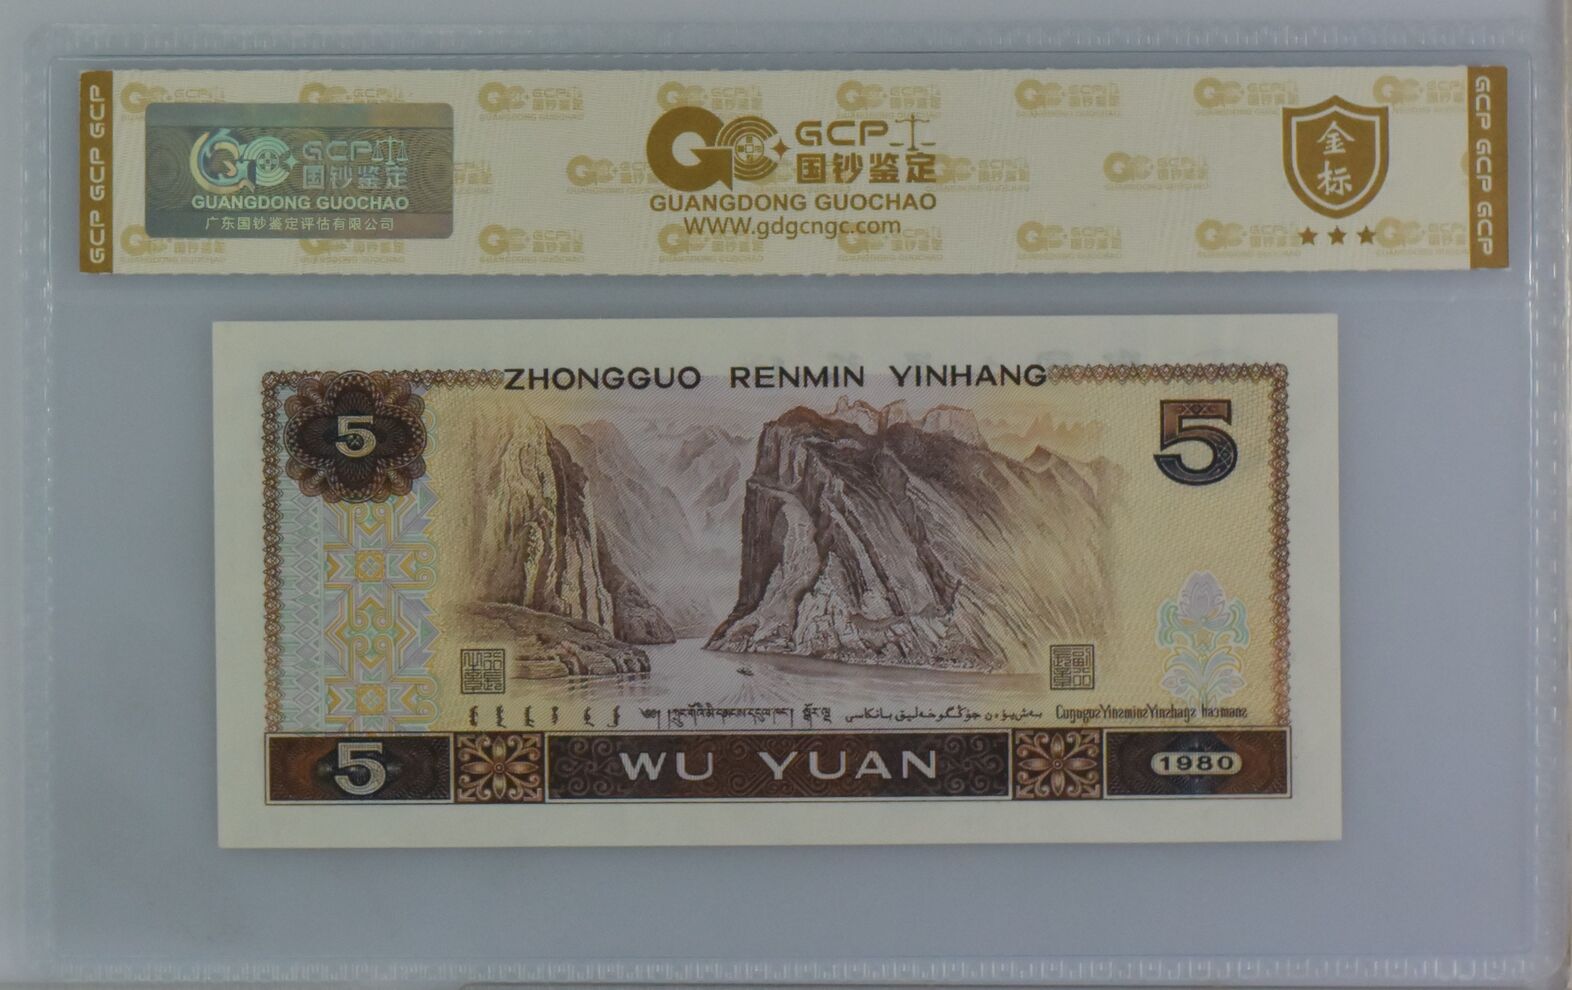 GCP GCP GCP
GCP
国钞鉴定
GUANGDONG GUOCHAO
广东国钞鉴定评估有限公司
GCP
国钞鉴定
GUANGDONG GUOCHAO
WWW.gdgcngc.com
金标
GCP GCP GCP
ZHONGGUO RENMIN YINHANG
5
5
5
WU YUAN
1980